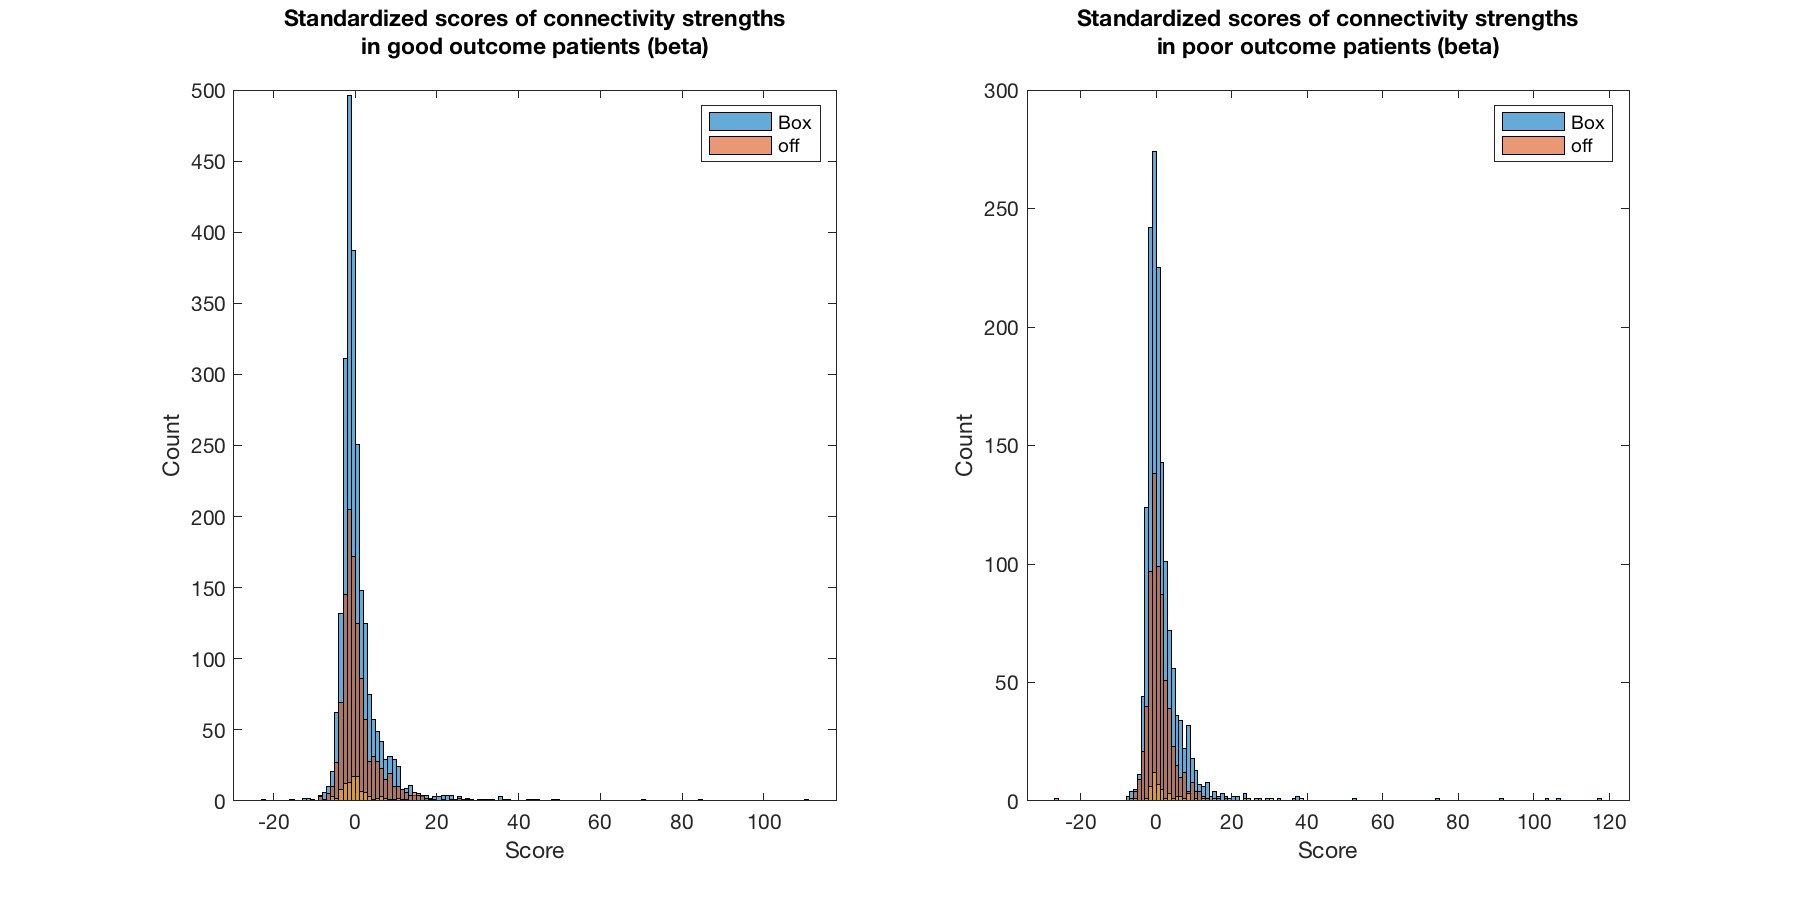 Standardized scores of connectivity strengths
in good outcome patients (beta)
500
450
400
350
300
250
200
150
100
50
0
Count
-20
0
20
40
60
80
100
Score
Box
off
Standardized scores of connectivity strengths
in poor outcome patients (beta)
300
250
200
150
100
50
0
Count
-20
0
20
40
60
80
100
120
Score
Box
off